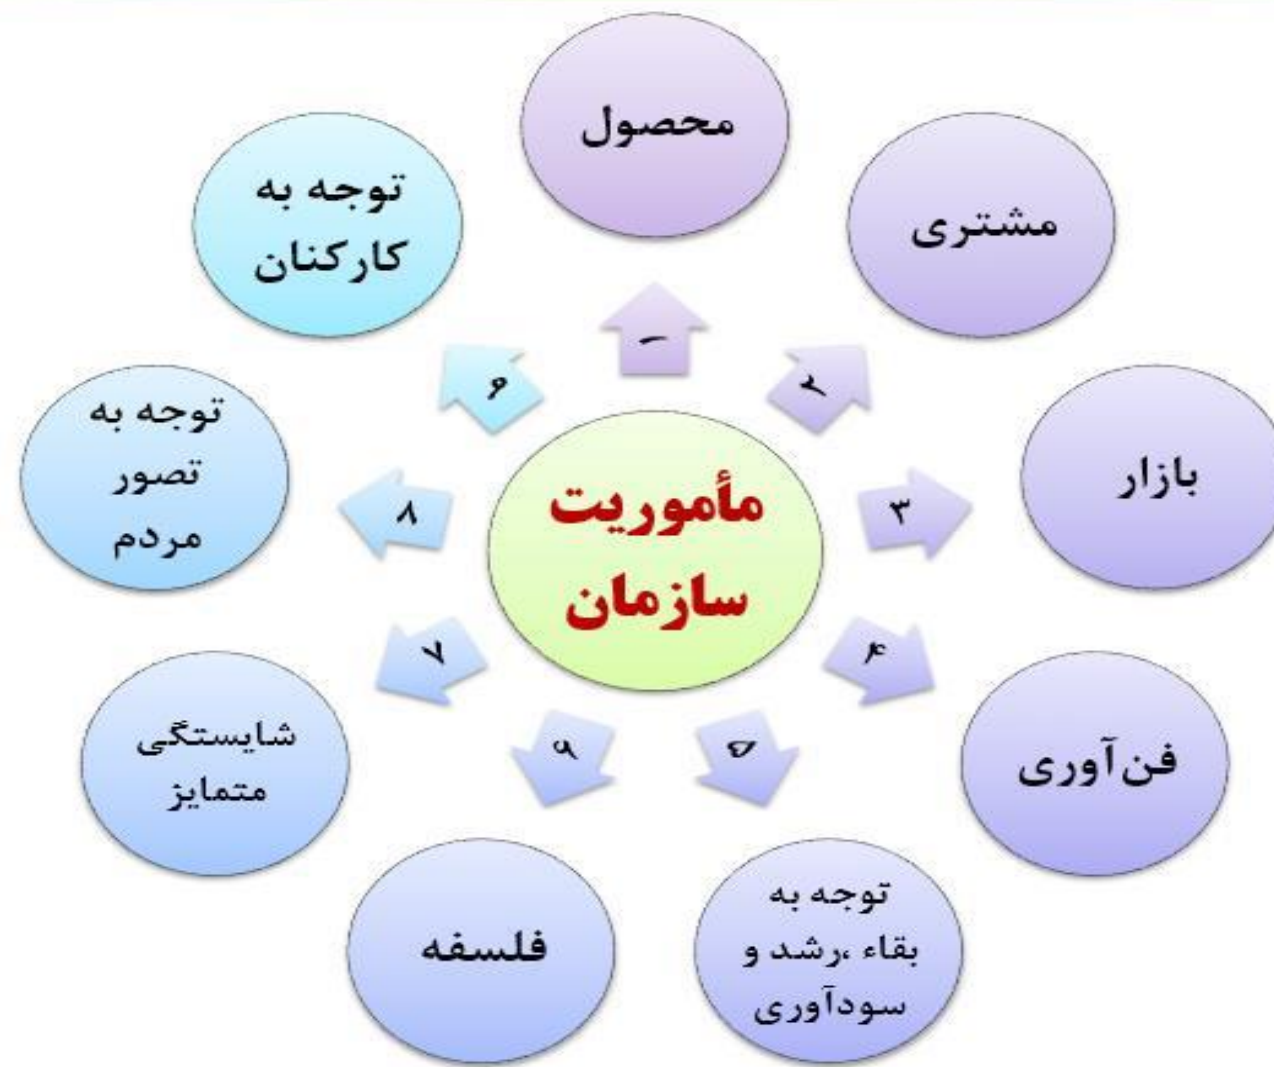 مأموریت
سازمان
۱
محصول
۲
مشتری
۳
بازار
۴
فن‌آوری
۵
توجه به
بقاء ،رشد و
سودآوری
۶
فلسفه
۷
شایستگی
متمایز
۸
توجه به
تصور
مردم
۹
توجه به
کارکنان